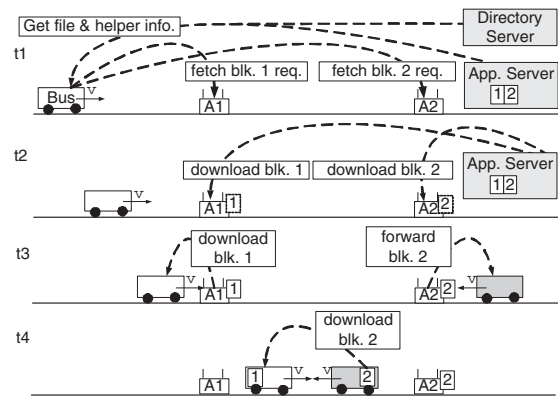 Get file & helper info.
Directory
Server
t1
fetch blk. 1 req.
fetch blk. 2 req.
App. Server
1 2
Bus
v
A1
A2
t2
download blk. 1
download blk. 2
App. Server
1 2
v
A1
1
A2
2
t3
download
blk. 1
forward
blk. 2
v
A1
1
A2
2
v
t4
download
blk. 2
A1
1
v
v
2
A2
2